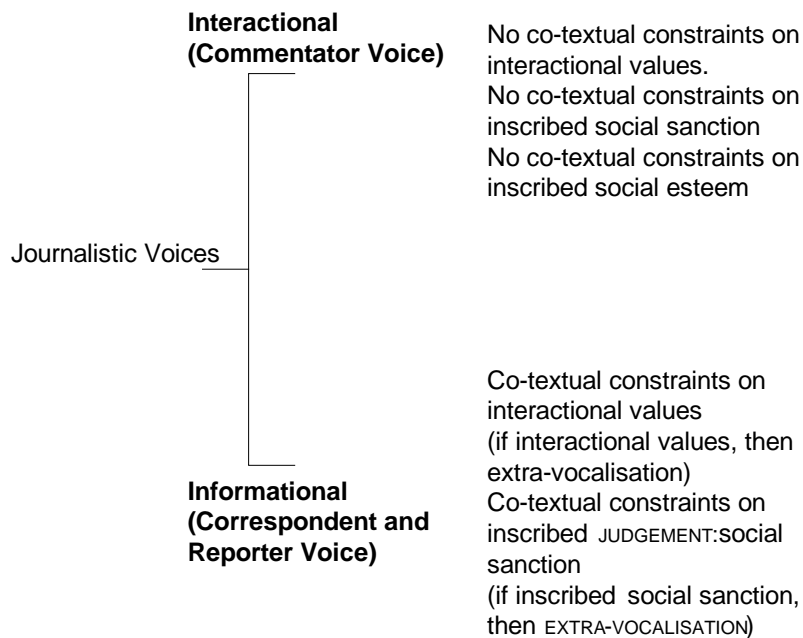 Interactional
(Commentator Voice)
No co-textual constraints on
interactional values.
No co-textual constraints on
inscribed social sanction
No co-textual constraints on
inscribed social esteem
Journalistic Voices
Informational
(Correspondent and
Reporter Voice)
Co-textual constraints on
interactional values
(if interactional values, then
extra-vocalisation)
Co-textual constraints on
inscribed JUDGEMENT:social
sanction
(if inscribed social sanction,
then EXTRA-VOCALISATION)